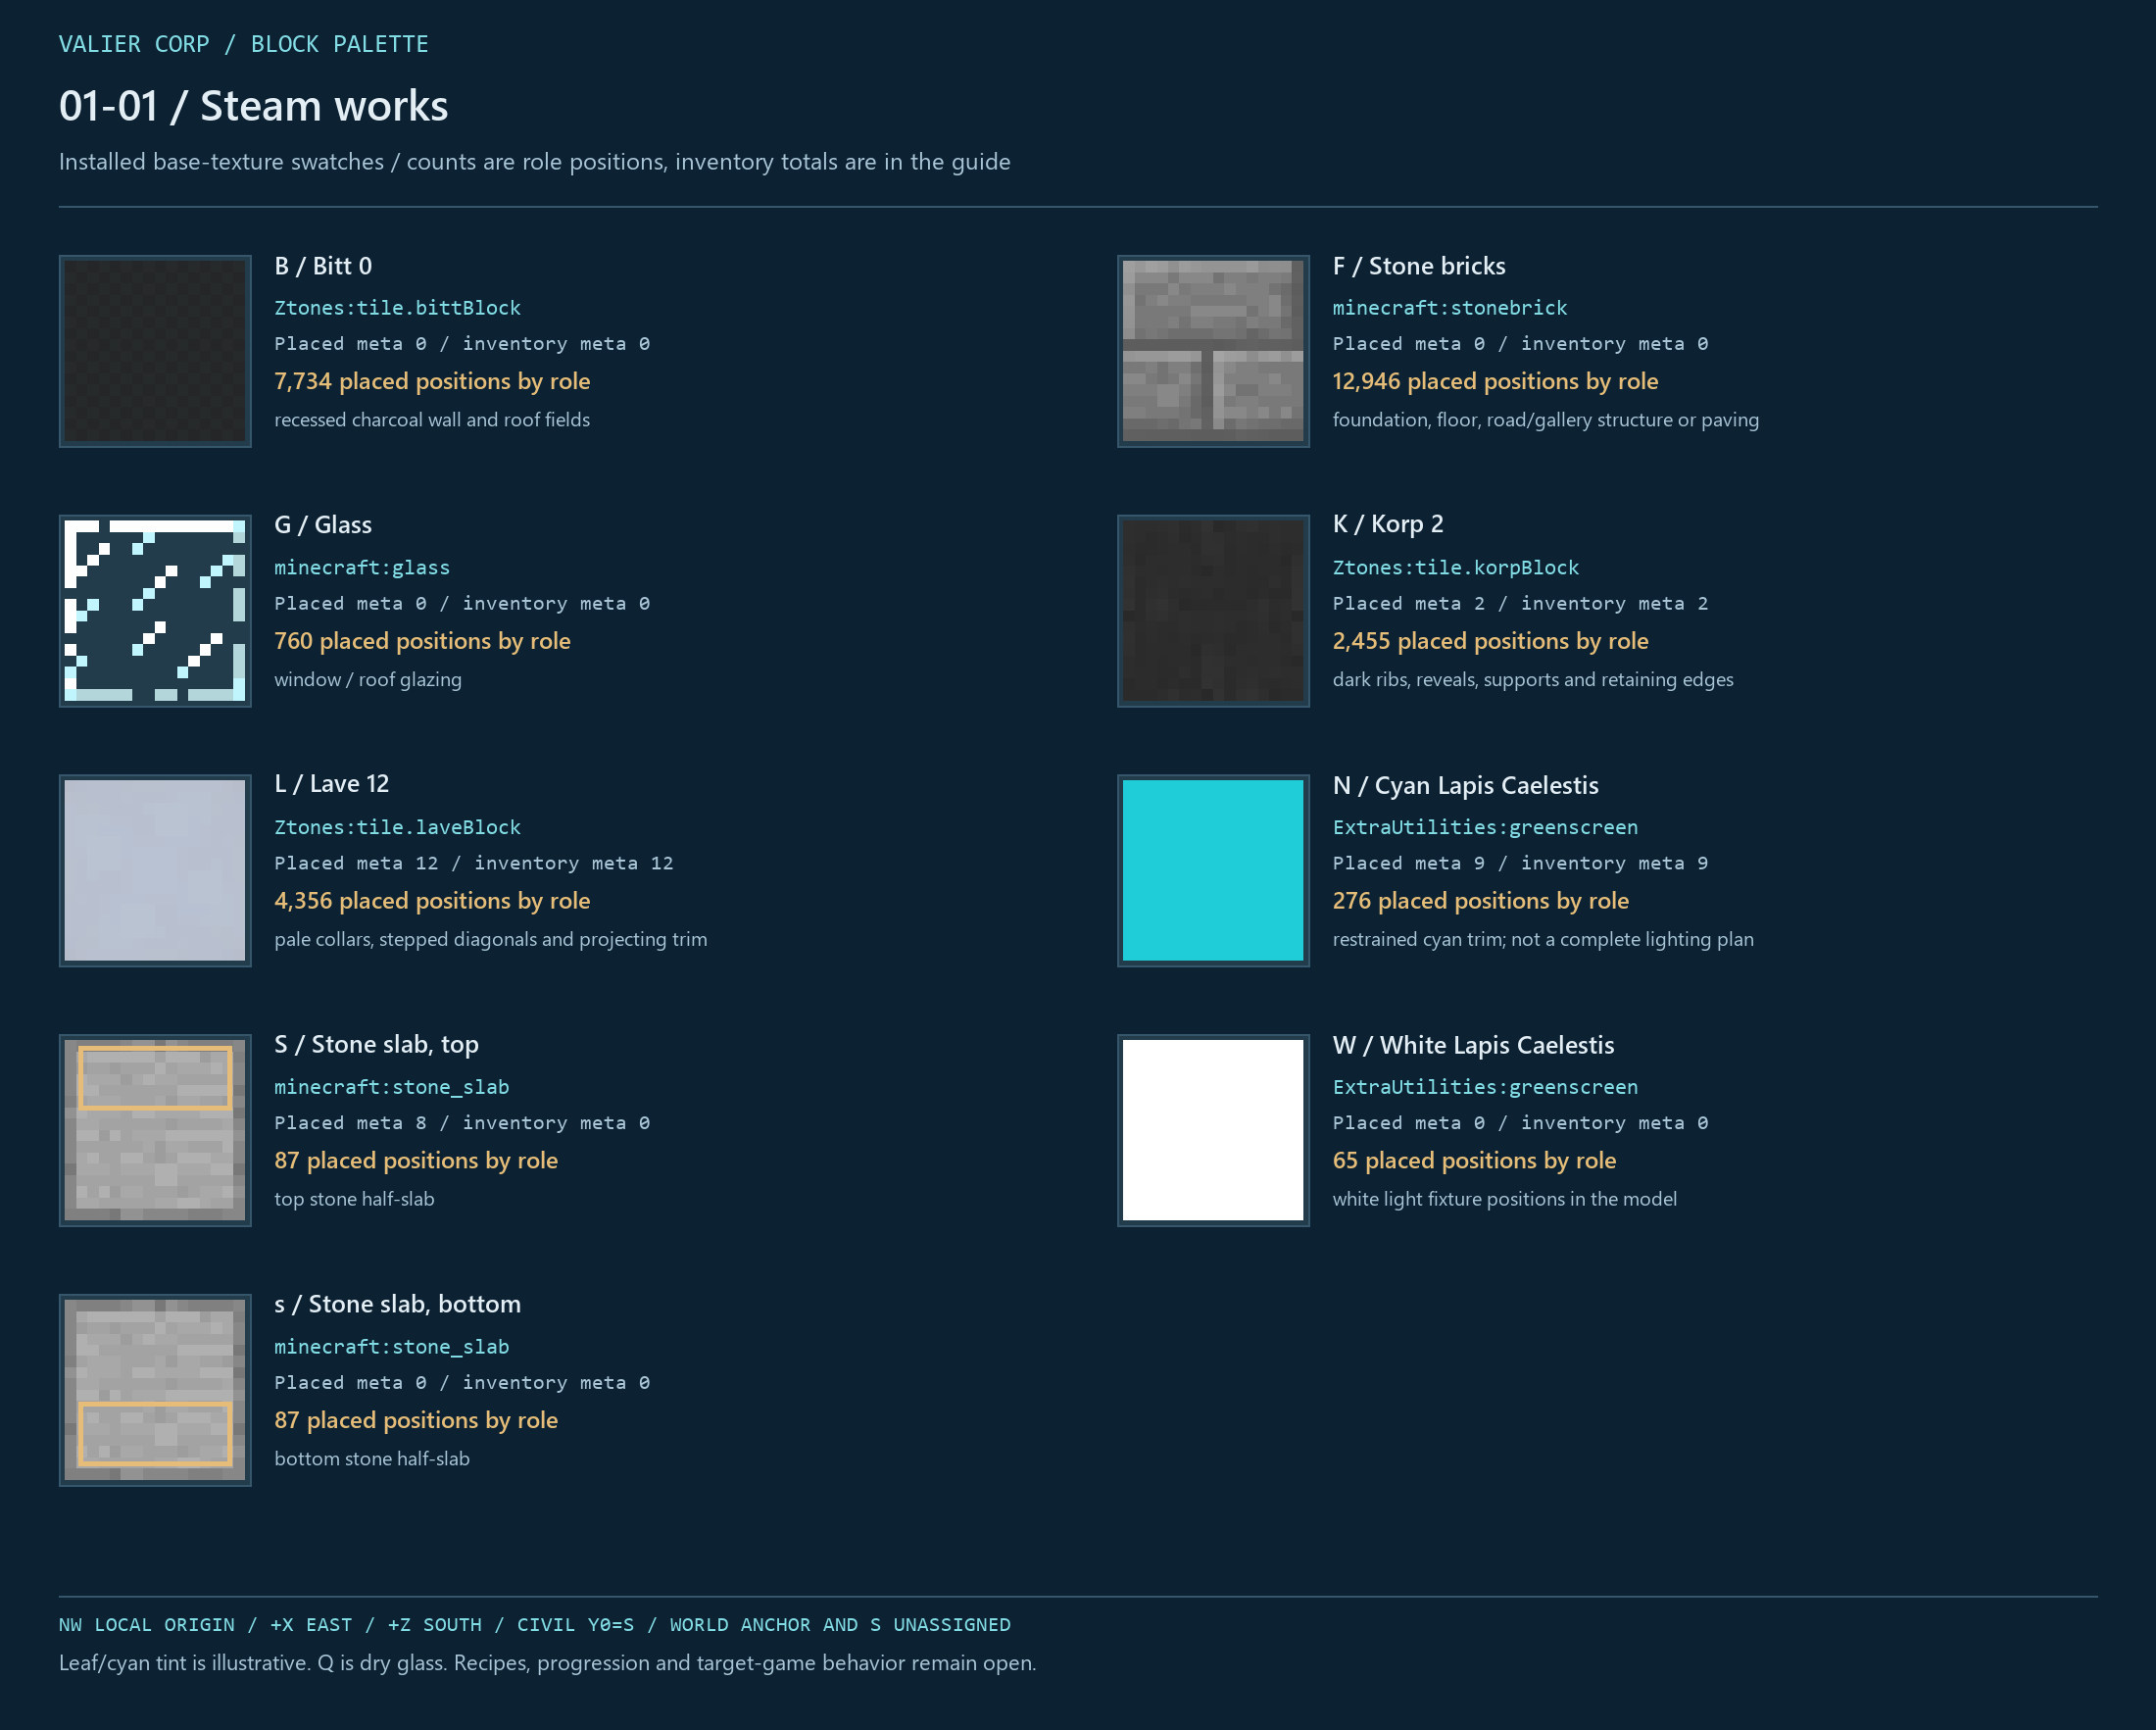 VALIER CORP / BLOCK PALETTE
01-01 / Steam works
Installed base-texture swatches / counts are role positions, inventory totals are in the guide
B / Bitt 0
Ztones:tile.bittBlock
Placed meta 0 / inventory meta 0
7,734 placed positions by role
recessed charcoal wall and roof fields
F / Stone bricks
minecraft:stonebrick
Placed meta 0 / inventory meta 0
12,946 placed positions by role
foundation, floor, road/gallery structure or paving
G / Glass
minecraft:glass
Placed meta 0 / inventory meta 0
760 placed positions by role
window / roof glazing
K / Korp 2
Ztones:tile.korpBlock
Placed meta 2 / inventory meta 2
2,455 placed positions by role
dark ribs, reveals, supports and retaining edges
L / Lave 12
Ztones:tile.laveBlock
Placed meta 12 / inventory meta 12
4,356 placed positions by role
pale collars, stepped diagonals and projecting trim
N / Cyan Lapis Caelestis
ExtraUtilities:greenscreen
Placed meta 9 / inventory meta 9
276 placed positions by role
restrained cyan trim; not a complete lighting plan
S / Stone slab, top
minecraft:stone_slab
Placed meta 8 / inventory meta 0
87 placed positions by role
top stone half-slab
W / White Lapis Caelestis
ExtraUtilities:greenscreen
Placed meta 0 / inventory meta 0
65 placed positions by role
white light fixture positions in the model
s / Stone slab, bottom
minecraft:stone_slab
Placed meta 0 / inventory meta 0
87 placed positions by role
bottom stone half-slab
NW LOCAL ORIGIN / +X EAST / +Z SOUTH / CIVIL Y0=S / WORLD ANCHOR AND S UNASSIGNED
Leaf/cyan tint is illustrative. Q is dry glass. Recipes, progression and target-game behavior remain open.